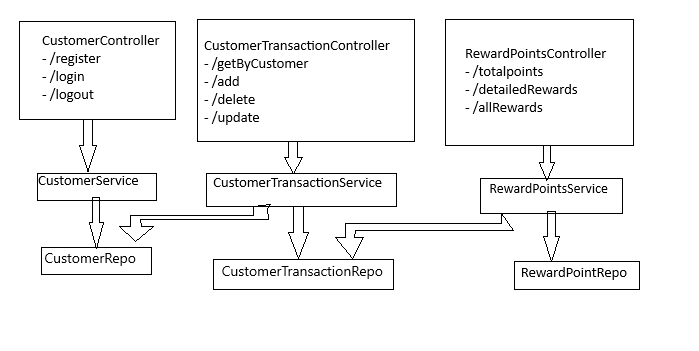 CustomerController
- /register
- /login
- /logout
CustomerTransactionController
- /getByCustomer
- /add
- /delete
- /update
RewardPointsController
- /totalpoints
- /detailedRewards
- /allRewards
CustomerService
CustomerTransactionService
RewardPointsService
CustomerRepo
CustomerTransactionRepo
RewardPointRepo